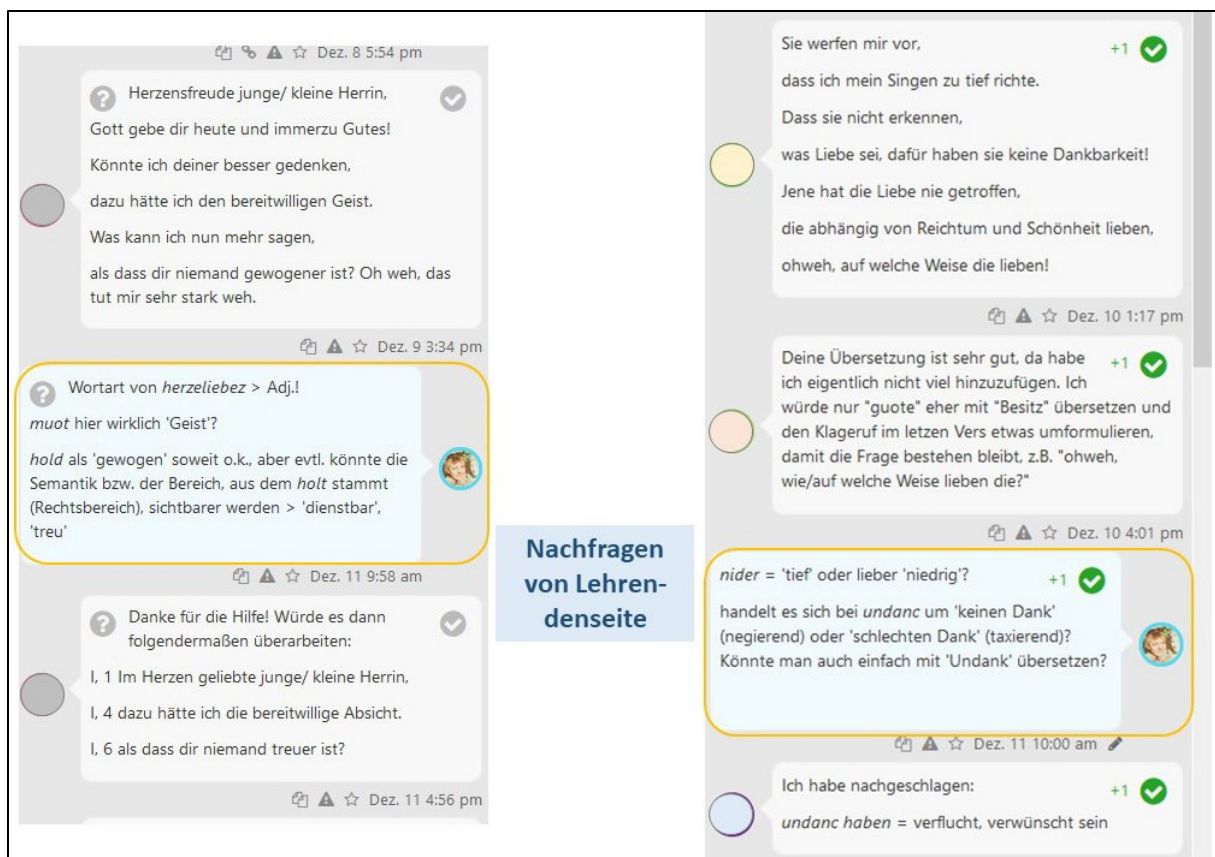 Dez. 8 5:54 pm
Herzensfreude junge/ kleine Herrin,
Gott gebe dir heute und immerzu Gutes!
Könnte ich deiner besser gedenken,
dazu hätte ich den bereitwilligen Geist.
Was kann ich nun mehr sagen,
als dass dir niemand gewogener ist? Oh weh, das
tut mir sehr stark weh.
Dez. 9 3:34 pm
Wortart von herzeliebez > Adj.!
muot hier wirklich 'Geist'?
hold als 'gewogen' soweit o.k., aber evtl. könnte die
Semantik bzw. der Bereich, aus dem holt stammt
(Rechtsbereich), sichtbarer werden > 'dienstbar',
'treu'
Dez. 11 9:58 am
Danke für die Hilfe! Würde es dann
folgendermaßen überarbeiten:
I, 1 Im Herzen geliebte junge/ kleine Herrin,
I, 4 dazu hätte ich die bereitwillige Absicht.
I, 6 als dass dir niemand treuer ist?
Dez. 11 4:56 pm
Nachfragen
von Lehren-
denseite
Sie werfen mir vor,
+1
dass ich mein Singen zu tief richte.
Dass sie nicht erkennen,
was Liebe sei, dafür haben sie keine Dankbarkeit!
Jene hat die Liebe nie getroffen,
die abhängig von Reichtum und Schönheit lieben,
ohweh, auf welche Weise die lieben!
Dez. 10 1:17 pm
Deine Übersetzung ist sehr gut, da habe
+1
ich eigentlich nicht viel hinzuzufügen. Ich
würde nur "guote" eher mit "Besitz" übersetzen und
den Klageruf im letzen Vers etwas umformulieren,
damit die Frage bestehen bleibt, z.B. "ohweh,
wie/auf welche Weise lieben die?"
Dez. 10 4:01 pm
nider = 'tief' oder lieber 'niedrig'?
+1
handelt es sich bei undanc um 'keinen Dank'
(negierend) oder 'schlechten Dank' (taxierend)?
Könnte man auch einfach mit 'Undank' übersetzen?
Dez. 11 10:00 am
Ich habe nachgeschlagen:
+1
undanc haben = verflucht, verwünscht sein